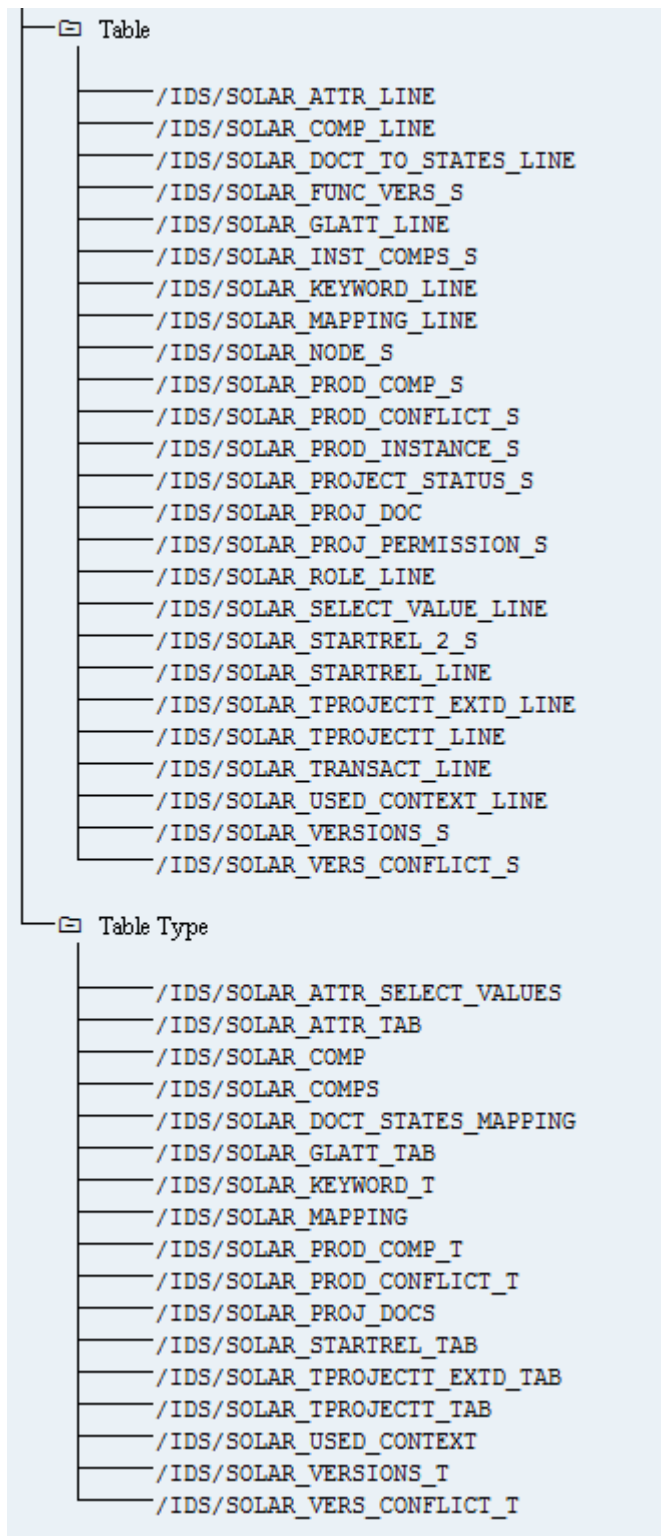 Table
/IDS/SOLAR_ATTR_LINE
/IDS/SOLAR_COMP_LINE
/IDS/SOLAR_DOCT_TO_STATES_LINE
/IDS/SOLAR_FUNC_VERS_S
/IDS/SOLAR_GLATT_LINE
/IDS/SOLAR_INST_COMPS_S
/IDS/SOLAR_KEYWORD_LINE
/IDS/SOLAR_MAPPING_LINE
/IDS/SOLAR_NODE_S
/IDS/SOLAR_PROD_COMP_S
/IDS/SOLAR_PROD_CONFLICT_S
/IDS/SOLAR_PROD_INSTANCE_S
/IDS/SOLAR_PROJECT_STATUS_S
/IDS/SOLAR_PROJ_DOC
/IDS/SOLAR_PROJ_PERMISSION_S
/IDS/SOLAR_ROLE_LINE
/IDS/SOLAR_SELECT_VALUE_LINE
/IDS/SOLAR_STARTREL_2_S
/IDS/SOLAR_STARTREL_LINE
/IDS/SOLAR_TPROJECTT_EXTD_LINE
/IDS/SOLAR_TPROJECTT_LINE
/IDS/SOLAR_TRANSACT_LINE
/IDS/SOLAR_USED_CONTEXT_LINE
/IDS/SOLAR_VERSIONS_S
/IDS/SOLAR_VERS_CONFLICT_S
Table Type
/IDS/SOLAR_ATTR_SELECT_VALUES
/IDS/SOLAR_ATTR_TAB
/IDS/SOLAR_COMP
/IDS/SOLAR_COMPS
/IDS/SOLAR_DOCT_STATES_MAPPING
/IDS/SOLAR_GLATT_TAB
/IDS/SOLAR_KEYWORD_T
/IDS/SOLAR_MAPPING
/IDS/SOLAR_PROD_COMP_T
/IDS/SOLAR_PROD_CONFLICT_T
/IDS/SOLAR_PROJ_DOCS
/IDS/SOLAR_STARTREL_TAB
/IDS/SOLAR_TPROJECTT_EXTD_TAB
/IDS/SOLAR_TPROJECTT_TAB
/IDS/SOLAR_USED_CONTEXT
/IDS/SOLAR_VERSIONS_T
/IDS/SOLAR_VERS_CONFLICT_T